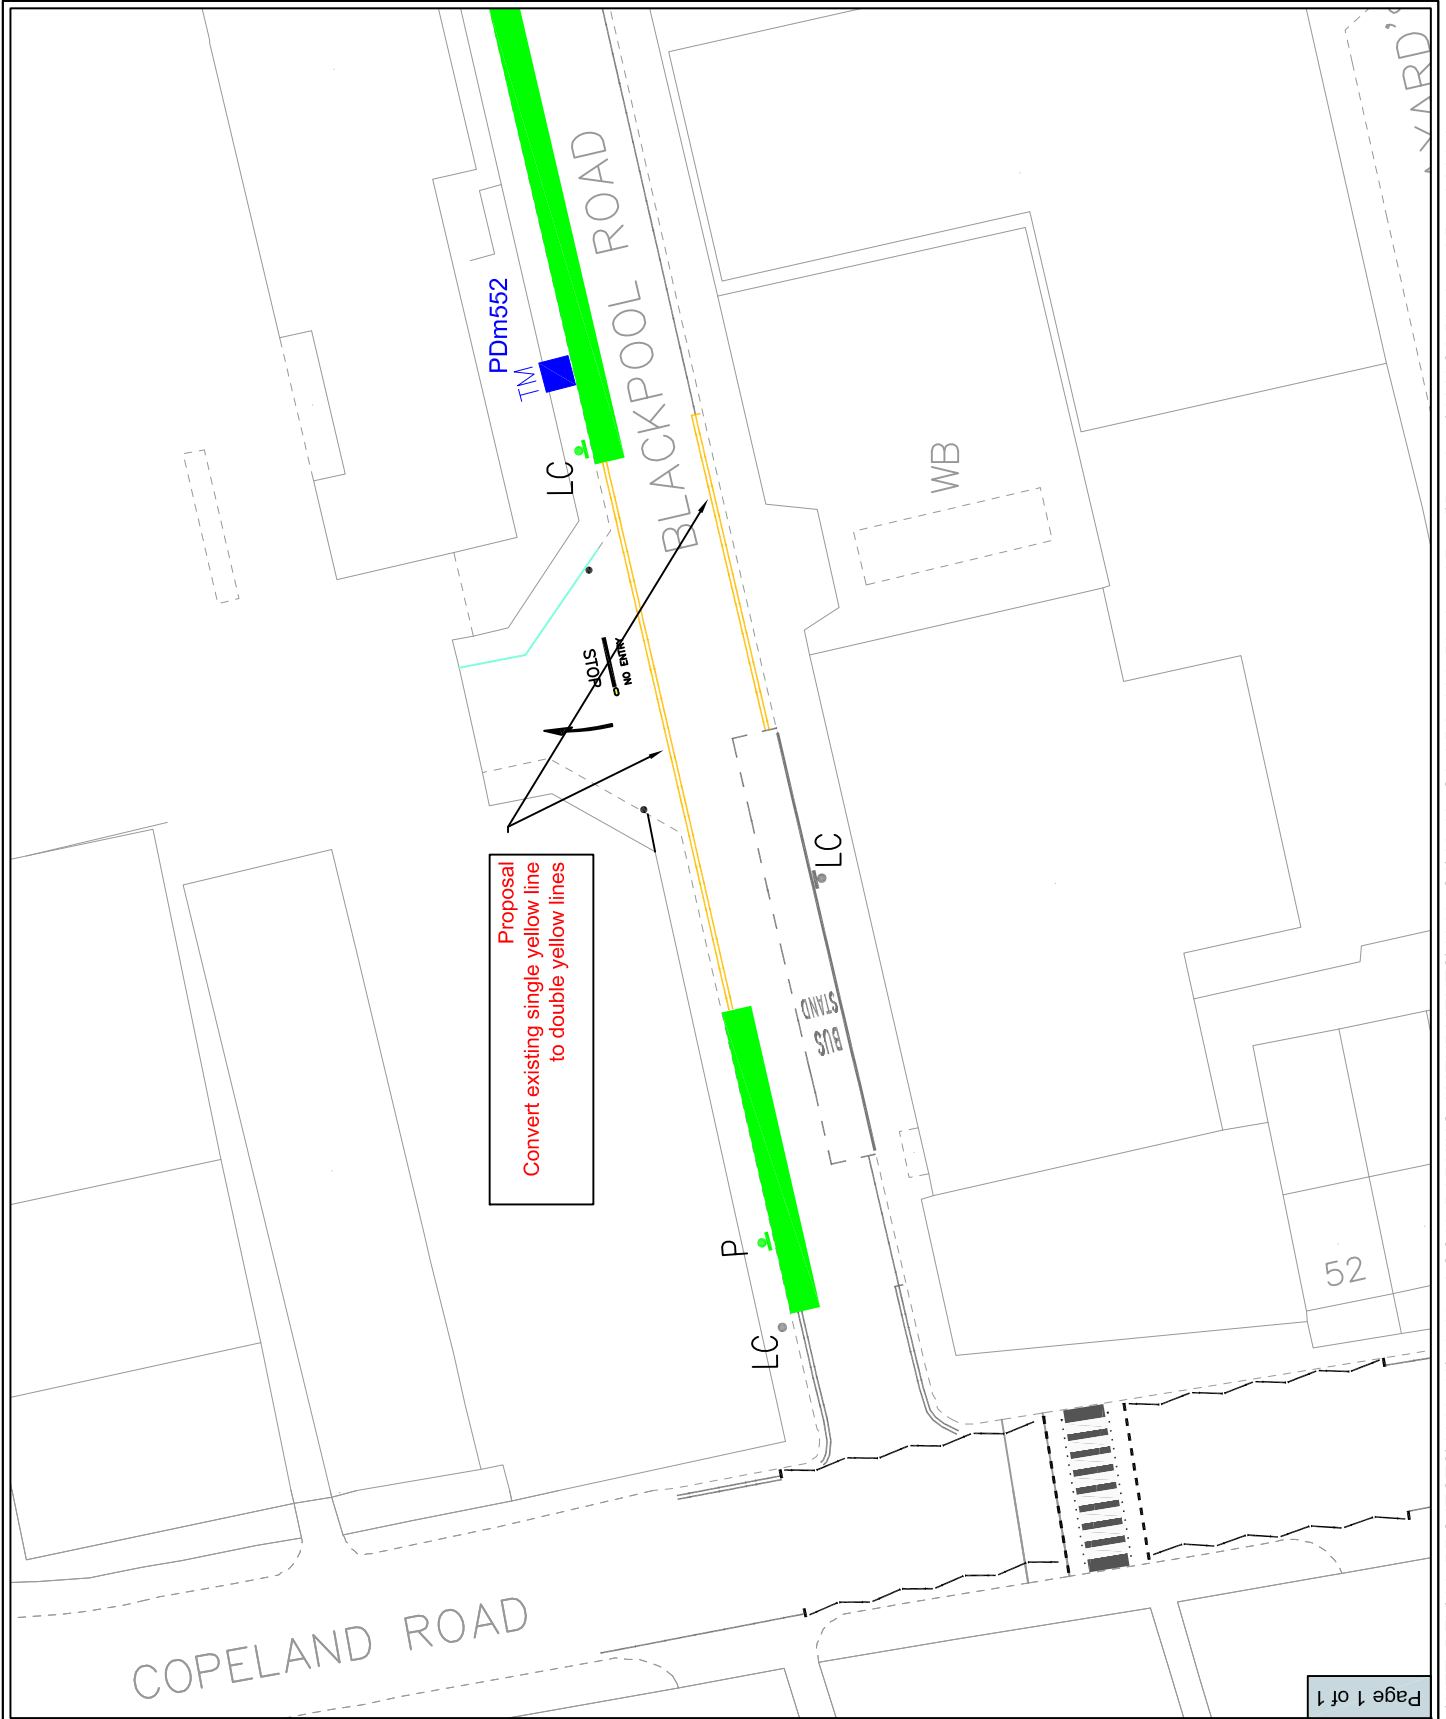 BLACKPOOL ROAD
PDm552
TM
LC
WB
NO ENTRY
STOP
LC
Proposal
Convert existing single yellow line
to double yellow lines
BUS
STAND
P
LC
52
COPELAND ROAD
Page 1 of 1